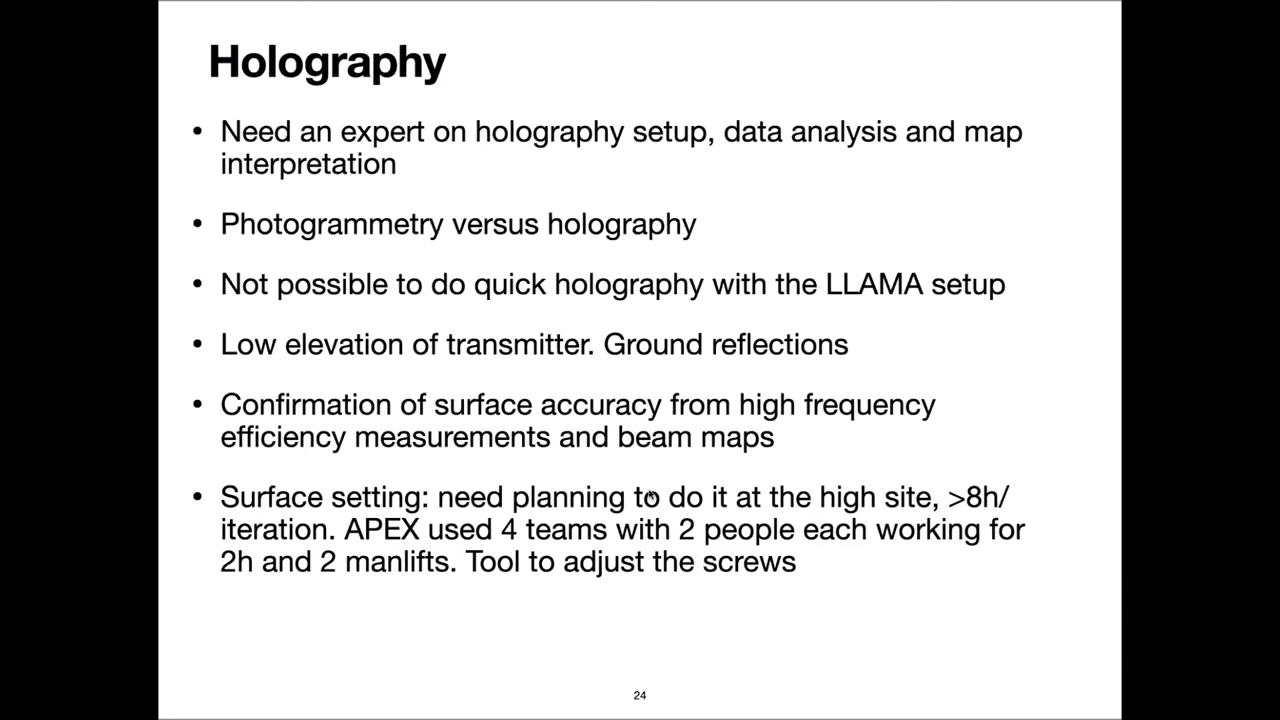 Holography
• Need an expert on holography setup, data analysis and map
interpretation
• Photogrammetry versus holography
• Not possible to do quick holography with the LLAMA setup
• Low elevation of transmitter. Ground reflections
• Confirmation of surface accuracy from high frequency
efficiency measurements and beam maps
• Surface setting: need planning to do it at the high site, >8h/
iteration. APEX used 4 teams with 2 people each working for
2h and 2 manlifts. Tool to adjust the screws
24